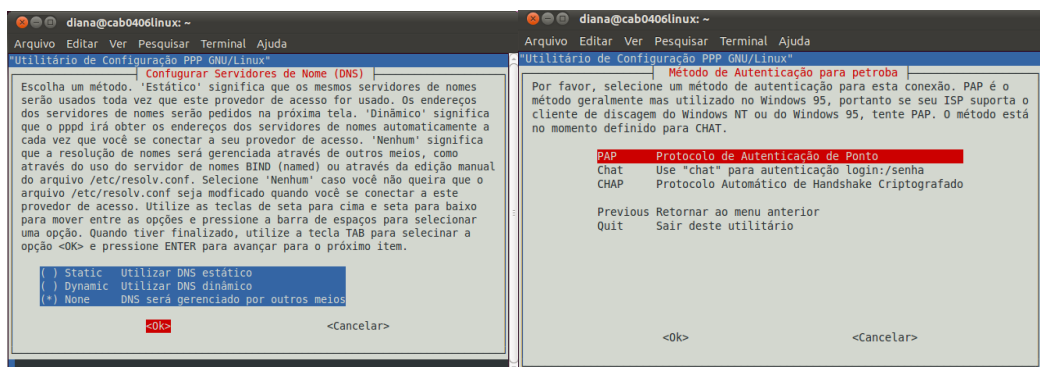 diana@cab0406linux: ~
Arquivo Editar Ver Pesquisar Terminal Ajuda
"Utilitário de Configuração PPP GNU/Linux"
Configurar Servidores de Nome (DNS)
Escolha um método. 'Estático' significa que os mesmos servidores de nomes
serão usados toda vez que este provedor de acesso for usado. Os endereços
dos servidores de nomes serão pedidos na próxima tela. 'Dinâmico' significa
que o pppd irá obter os endereços dos servidores de nomes automaticamente a
cada vez que você se conectar a seu provedor de acesso. 'Nenhum' significa
que a resolução de nomes será gerenciada através de outros meios, como
através do uso do servidor de nomes BIND (named) ou através da edição manual
do arquivo /etc/resolv.conf. Selecione 'Nenhum' caso você não queira que o
arquivo /etc/resolv.conf seja modficado quando você se conectar a este
provedor de acesso. Utilize as teclas de seta para cima e seta para baixo
para mover entre as opções e pressione a barra de espaços para selecionar
uma opção. Quando tiver finalizado, utilize a tecla TAB para selecinar a
opção <OK> e pressione ENTER para avançar para o próximo item.
( ) Static Utilizar DNS estático
( ) Dynamic Utilizar DNS dinâmico
(*) None DNS será gerenciado por outros meios
<Ok> <Cancelar>
diana@cab0406linux: ~
Arquivo Editar Ver Pesquisar Terminal Ajuda
"Utilitário de Configuração PPP GNU/Linux"
Método de Autenticação para petroba
Por favor, selecione um método de autenticação para esta conexão. PAP é o
método geralmente mas utilizado no Windows 95, portanto se seu ISP suporta o
cliente de discagem do Windows NT ou do Windows 95, tente PAP. O método está
no momento definido para CHAT.
PAP Protocolo de Autenticação de Ponto
Chat Use "chat" para autenticação login:/senha
CHAP Protocolo Automático de Handshake Criptografado
Previous Retornar ao menu anterior
Quit Sair deste utilitário
<Ok> <Cancelar>